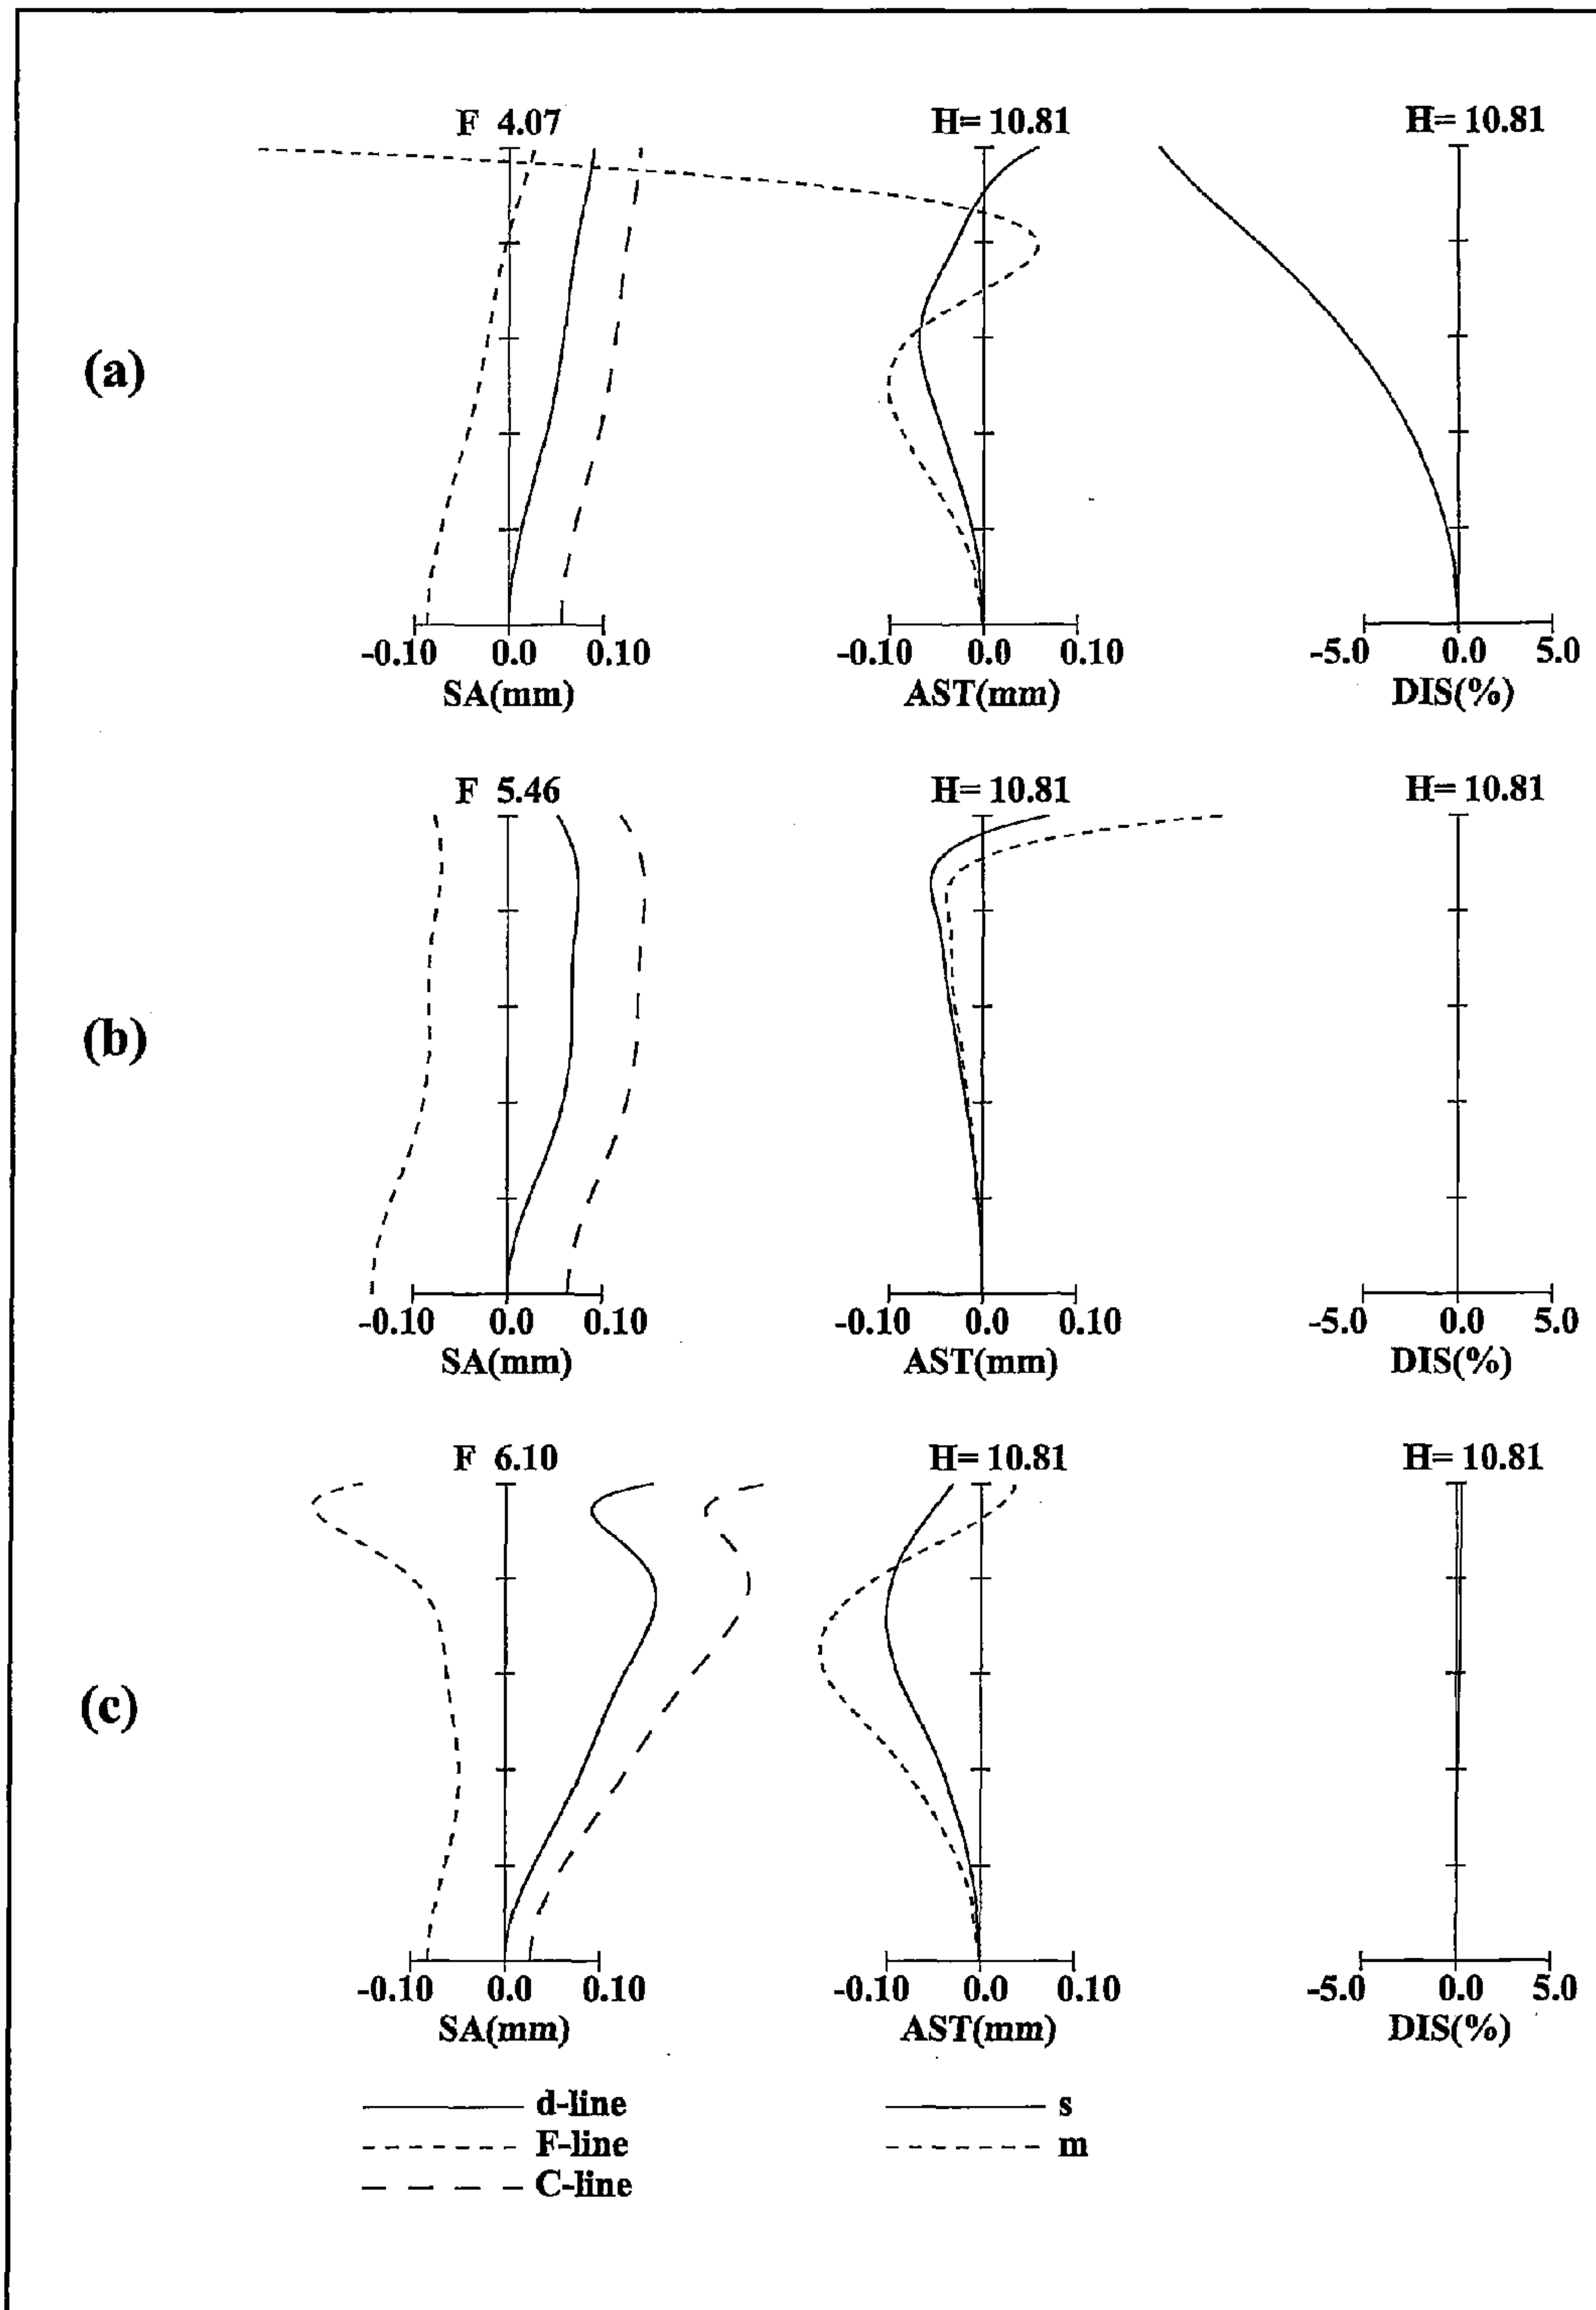 F 4.07 H= 10.81 H= 10.81
(a)
-0.10 0.0 0.10 -0.10 0.0 0.10 -5.0 0.0 5.0
SA(mm) AST(mm) DIS(%)
F 5.46 H= 10.81 H= 10.81
(b)
-0.10 0.0 0.10 -0.10 0.0 0.10 -5.0 0.0 5.0
SA(mm) AST(mm) DIS(%)
F 6.10 H= 10.81 H= 10.81
(c)
-0.10 0.0 0.10 -0.10 0.0 0.10 -5.0 0.0 5.0
SA(mm) AST(mm) DIS(%)
d-line s
F-line m
C-line